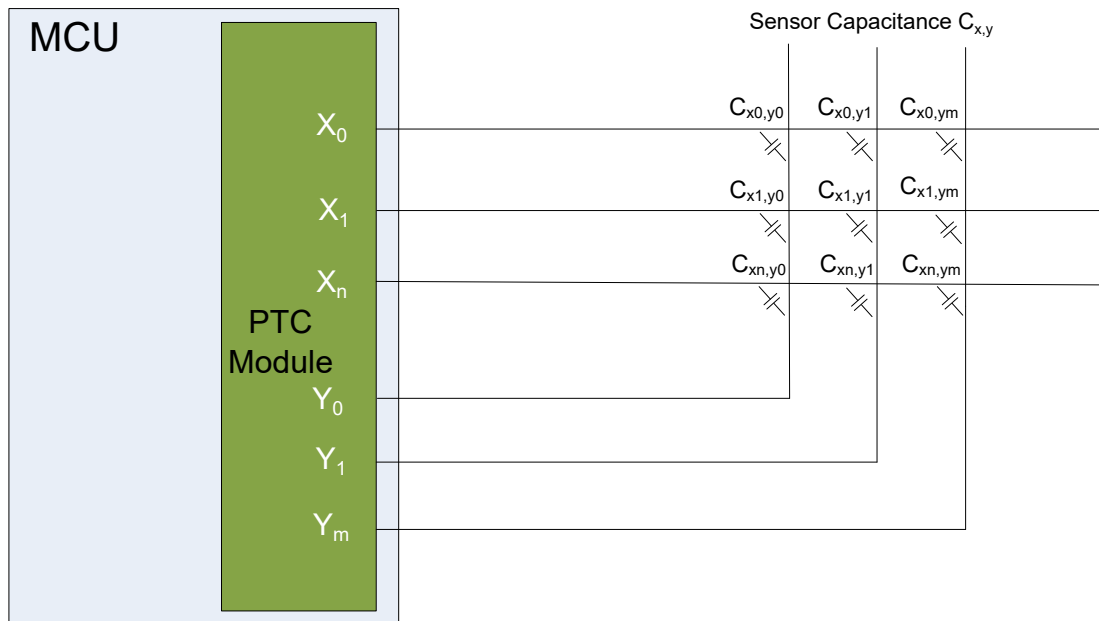 MCU
Sensor Capacitance Cx,y
Cx0,y0 Cx0,y1 Cx0,ym
X0
Cx1,y0 Cx1,y1 Cx1,ym
X1
Cxn,y0 Cxn,y1 Cxn,ym
Xn
PTC
Module
Y0
Y1
Ym